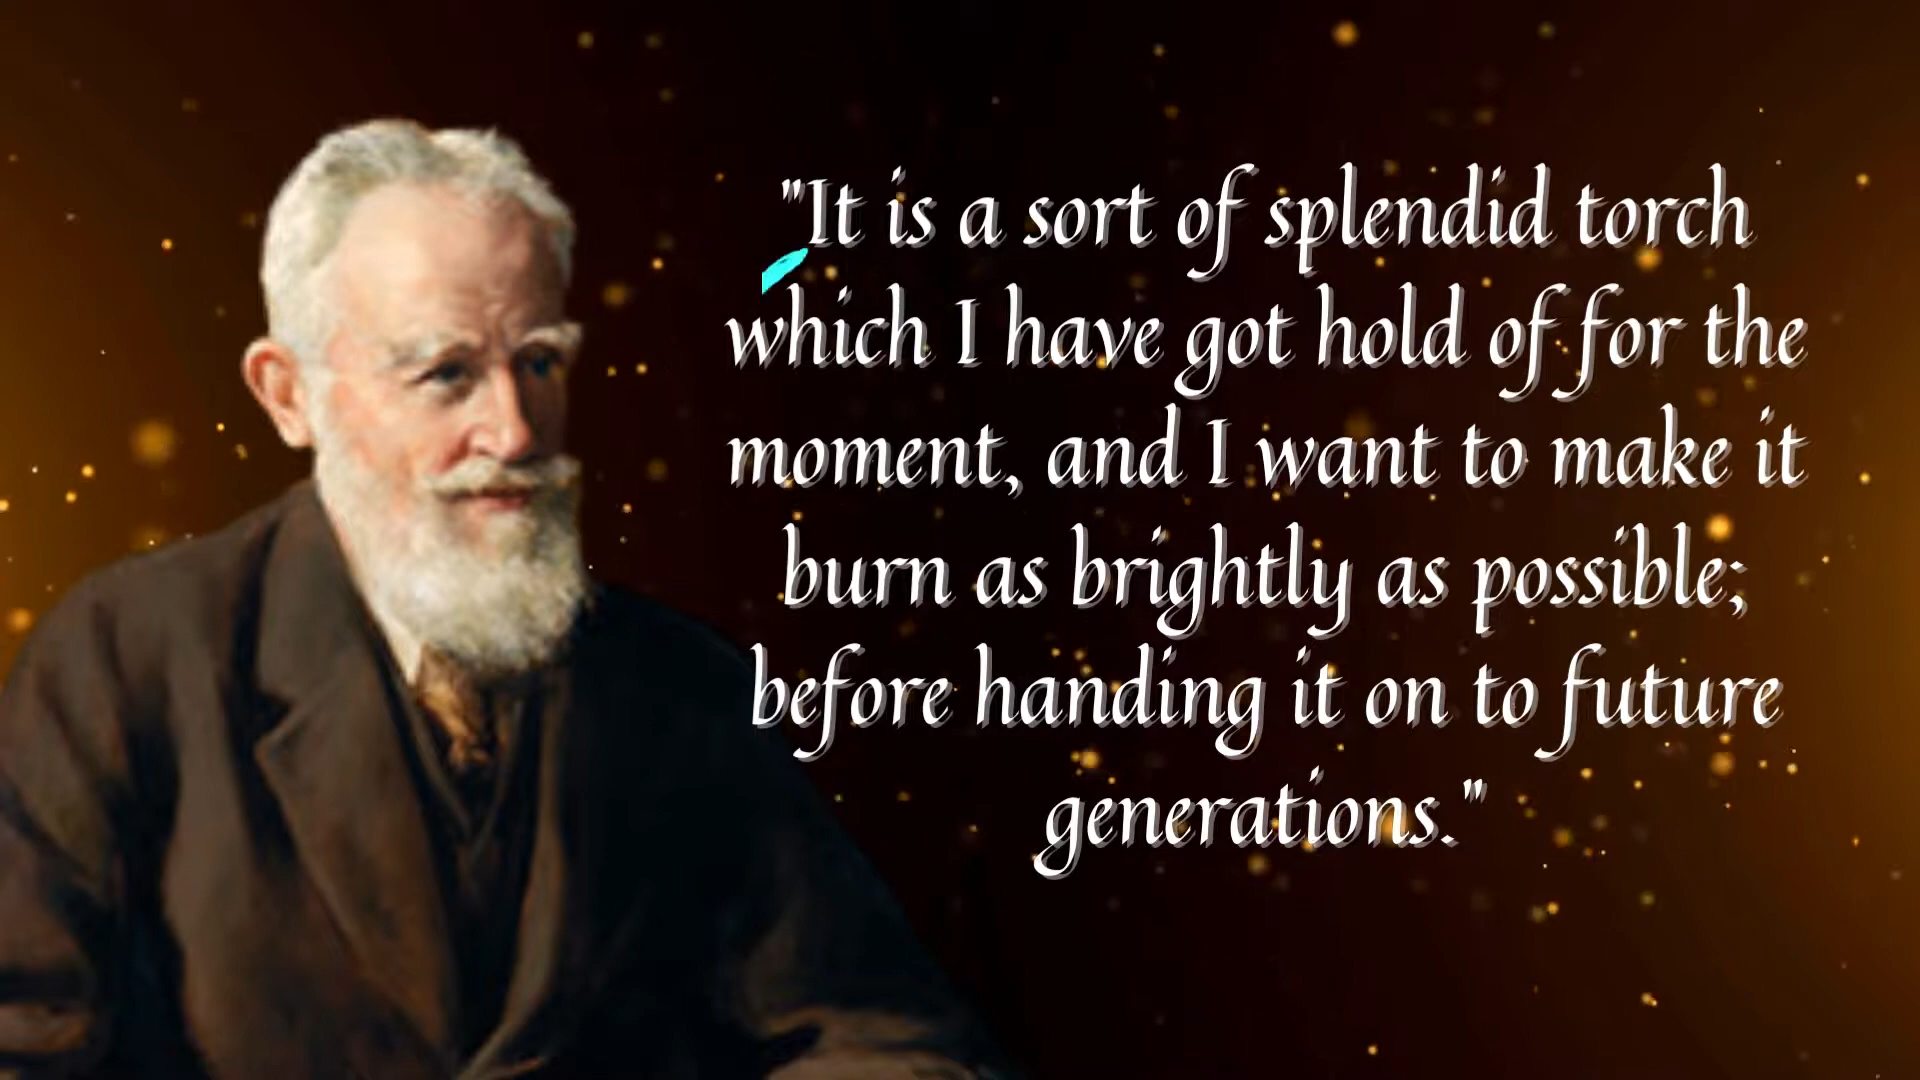 "It is a sort of splendid torch
which I have got hold of for the
moment, and I want to make it
burn as brightly as possible;
before handing it on to future
generations."